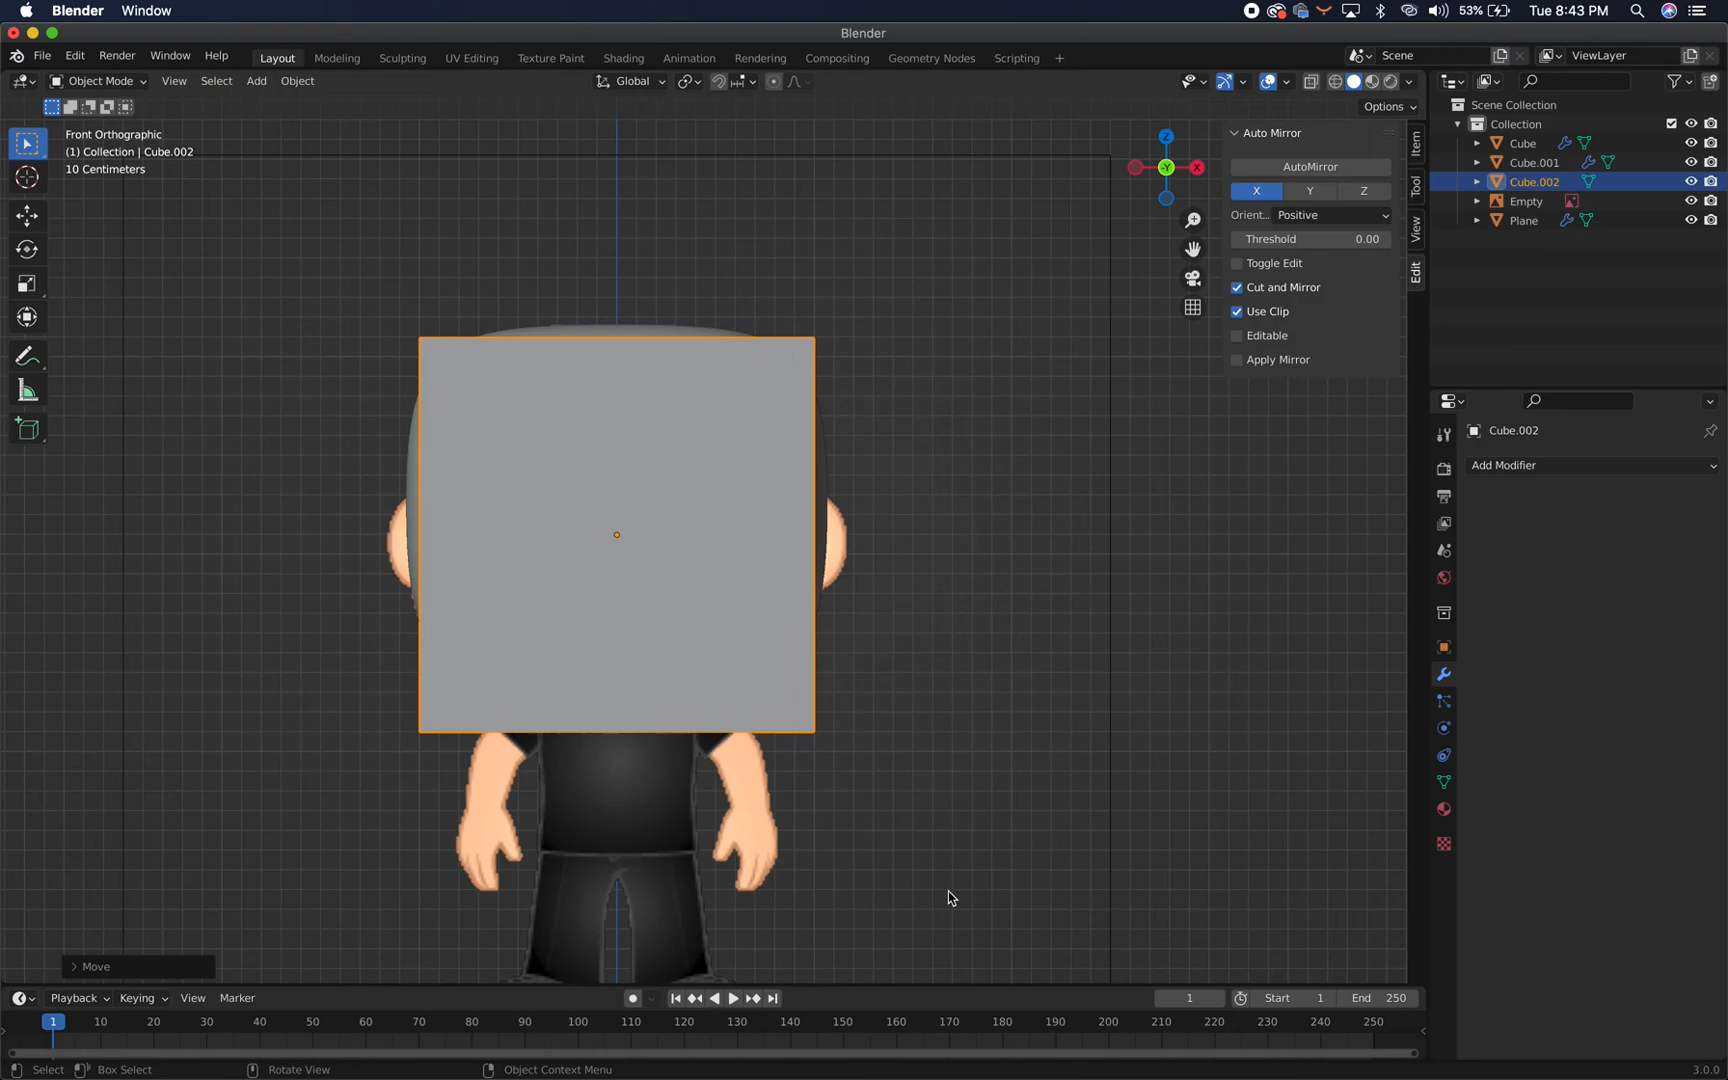 Blender Window 53% Tue 8:43 PM
Blender
File Edit Render Window Help Layout Modeling Sculpting UV Editing Texture Paint Shading Animation Rendering Compositing Geometry Nodes Scripting + Scene ViewLayer
Object Mode View Select Add Object Global
Options
Front Orthographic
(1) Collection | Cube.002
10 Centimeters
Z
-Y X
Auto Mirror
AutoMirror
X Y Z
Orient... Positive
Threshold 0.00
Toggle Edit
Cut and Mirror
Use Clip
Editable
Apply Mirror
Item
Tool
View
Edit
Scene Collection
Collection
Cube
Cube.001
Cube.002
Empty
Plane
Cube.002
Add Modifier
Move
Playback Keying View Marker 1 Start 1 End 250
1 10 20 30 40 50 60 70 80 90 100 110 120 130 140 150 160 170 180 190 200 210 220 230 240 250
Select Box Select Rotate View Object Context Menu 3.0.0